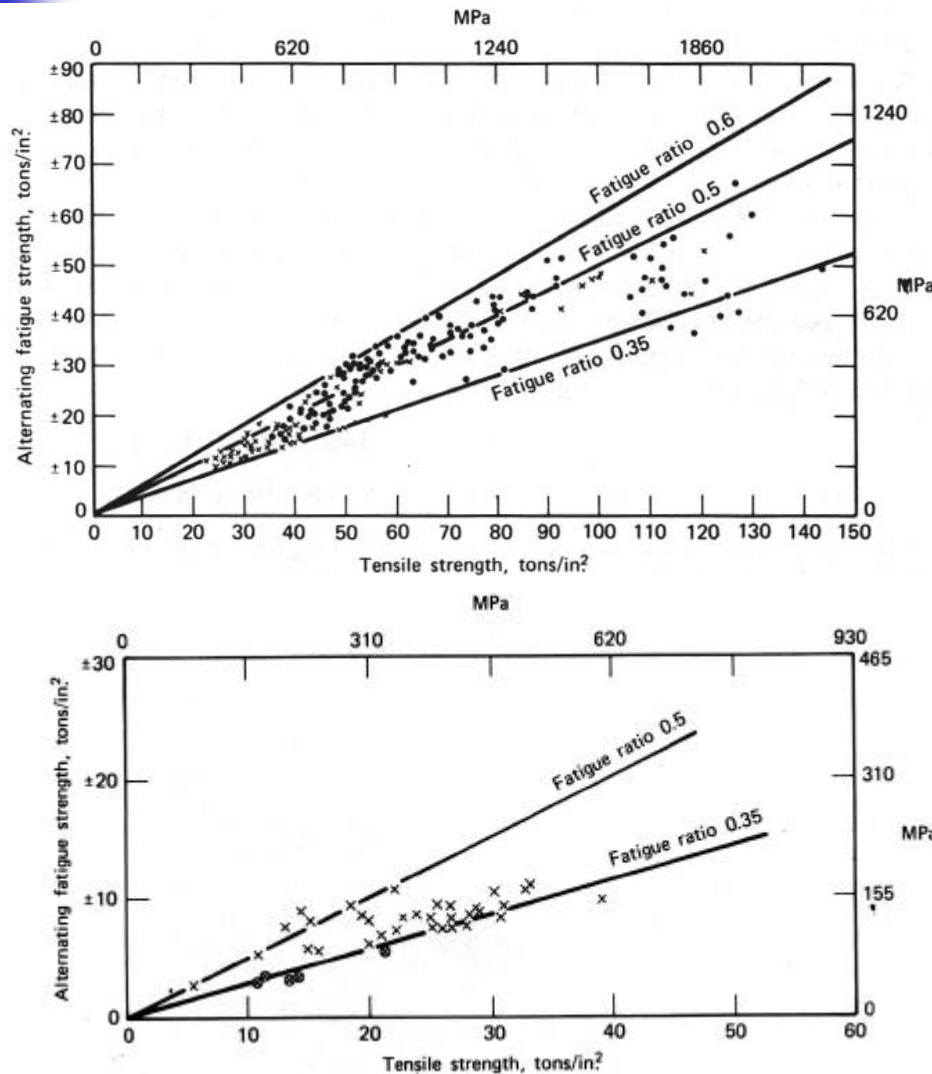 MPa
0 620 1240 1860
±90
±80
±70
±60
±50
±40
±30
±20
±10
0
Alternating fatigue strength, tons/in.²
Fatigue ratio 0.6
Fatigue ratio 0.5
Fatigue ratio 0.35
1240
MPa
620
0
0 10 20 30 40 50 60 70 80 90 100 110 120 130 140 150
Tensile strength, tons/in.²
MPa
0 310 620 930
±30
±20
±10
0
Alternating fatigue strength, tons/in.²
Fatigue ratio 0.5
Fatigue ratio 0.35
465
310
MPa
155
0
0 10 20 30 40 50 60
Tensile strength, tons/in.²